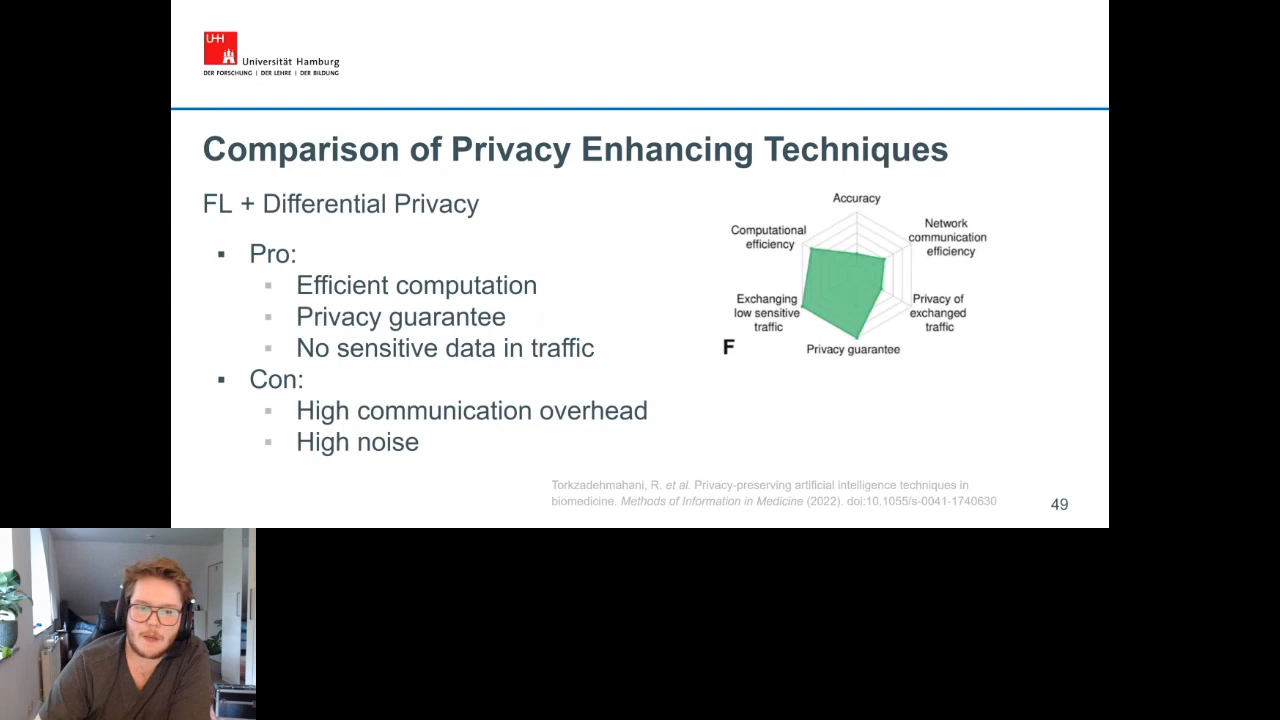 UHH
Universität Hamburg
DER FORSCHUNG | DER LEHRE | DER BILDUNG
Comparison of Privacy Enhancing Techniques
FL + Differential Privacy
▪ Pro:
▪ Efficient computation
▪ Privacy guarantee
▪ No sensitive data in traffic
▪ Con:
▪ High communication overhead
▪ High noise
Accuracy
Network
communication
efficiency
Privacy of
exchanged
traffic
Privacy guarantee
Exchanging
low sensitive
traffic
Computational
efficiency
F
Torkzadehmahani, R. et al. Privacy-preserving artificial intelligence techniques in
biomedicine. Methods of Information in Medicine (2022). doi:10.1055/s-0041-1740630
49